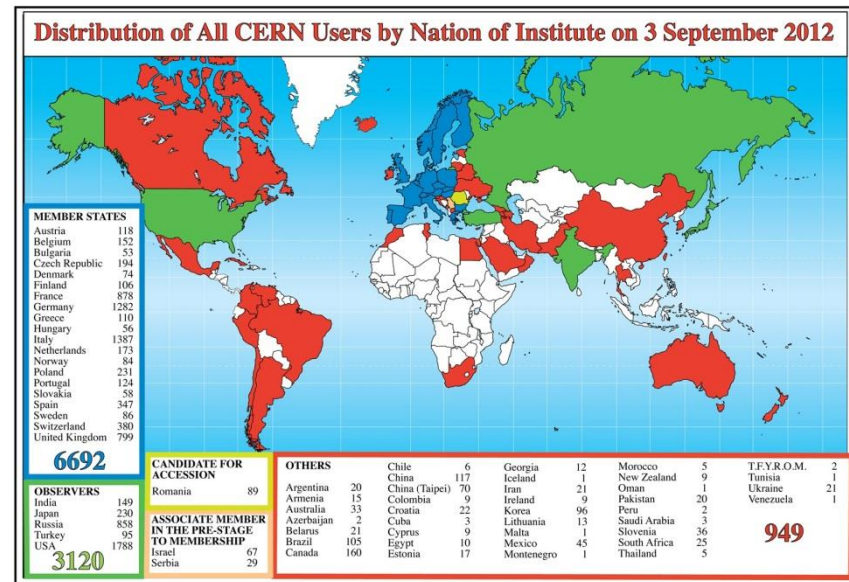 Distribution of All CERN Users by Nation of Institute on 3 September 2012
MEMBER STATES
Austria 118
Belgium 152
Bulgaria 53
Czech Republic 194
Denmark 74
Finland 106
France 878
Germany 1282
Greece 110
Hungary 56
Italy 1387
Netherlands 173
Norway 84
Poland 231
Portugal 124
Slovakia 58
Spain 347
Sweden 86
Switzerland 380
United Kingdom 799
6692
OBSERVERS
India 149
Japan 230
Russia 858
Turkey 95
USA 1788
3120
CANDIDATE FOR
ACCESSION
Romania 89
ASSOCIATE MEMBER
IN THE PRE-STAGE
TO MEMBERSHIP
Israel 67
Serbia 29
OTHERS
Argentina 20
Armenia 15
Australia 33
Azerbaijan 2
Belarus 21
Brazil 105
Canada 160
Chile 6
China 117
China (Taipei) 70
Colombia 9
Croatia 22
Cuba 3
Cyprus 9
Egypt 10
Estonia 17
Georgia 12
Iceland 1
Iran 21
Ireland 9
Korea 96
Lithuania 13
Malta 1
Mexico 45
Montenegro 1
Morocco 5
New Zealand 9
Oman 1
Pakistan 20
Peru 2
Saudi Arabia 3
Slovenia 36
South Africa 25
Thailand 5
T.F.Y.R.O.M. 2
Tunisia 1
Ukraine 21
Venezuela 1
949